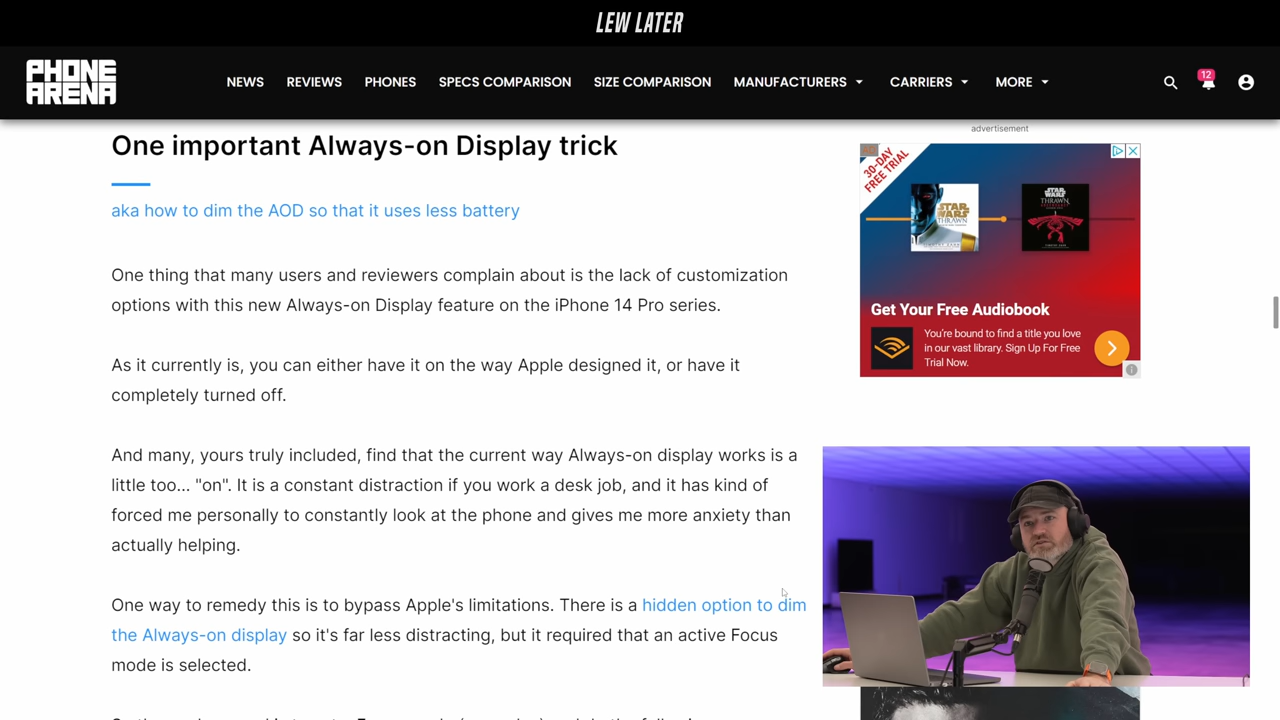 LEW LATER
PHONE
ARENA
NEWS REVIEWS PHONES SPECS COMPARISON SIZE COMPARISON MANUFACTURERS CARRIERS MORE 12
One important Always-on Display trick
aka how to dim the AOD so that it uses less battery
One thing that many users and reviewers complain about is the lack of customization
options with this new Always-on Display feature on the iPhone 14 Pro series.
As it currently is, you can either have it on the way Apple designed it, or have it
completely turned off.
And many, yours truly included, find that the current way Always-on display works is a
little too... "on". It is a constant distraction if you work a desk job, and it has kind of
forced me personally to constantly look at the phone and gives me more anxiety than
actually helping.
One way to remedy this is to bypass Apple's limitations. There is a hidden option to dim
the Always-on display so it's far less distracting, but it required that an active Focus
mode is selected.
advertisement
AD
30-DAY
FREE TRIAL
STAR
WARS
THRAWN
STAR
WARS
THRAWN
Get Your Free Audiobook
You're bound to find a title you love
in our vast library. Sign Up For Free
Trial Now.